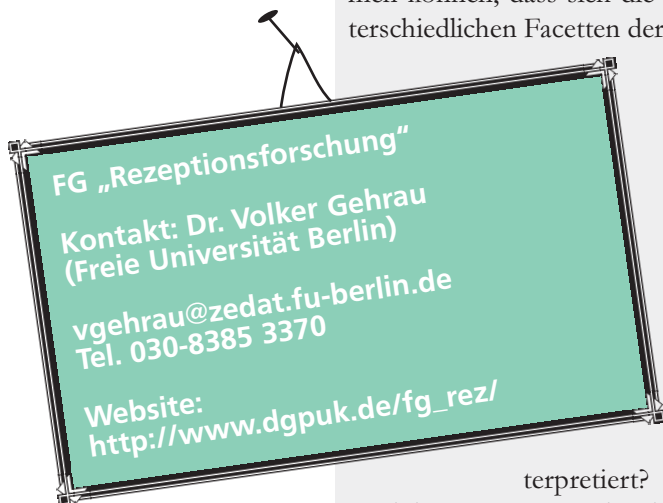 terschiedlichen Facetten der
FG „Rezeptionsforschung“
Kontakt: Dr. Volker Gehrau
(Freie Universität Berlin)
vgehrau@zedat.fu-berlin.de
Tel. 030-8385 3370
Website:
http://www.dgpuk.de/fg_rez/
terpretiert?